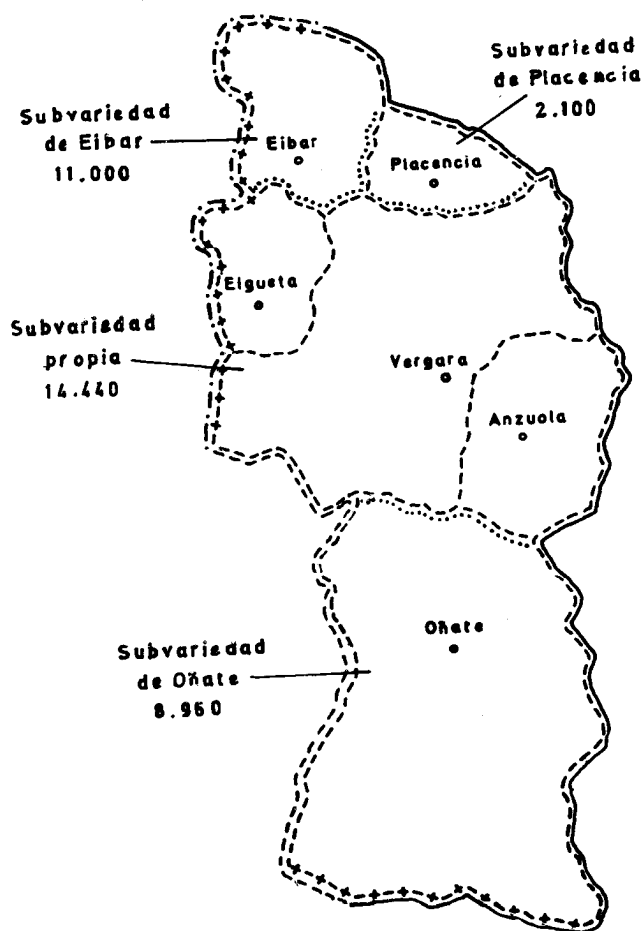 Subvariedad
de Placencia
2.100
Subvariedad
de Eibar
11.000
Eibar
Placencia
Elgueta
Subvariedad
propia
14.440
Vergara
Anzuola
Oñate
Subvariedad
de Oñate
8.960